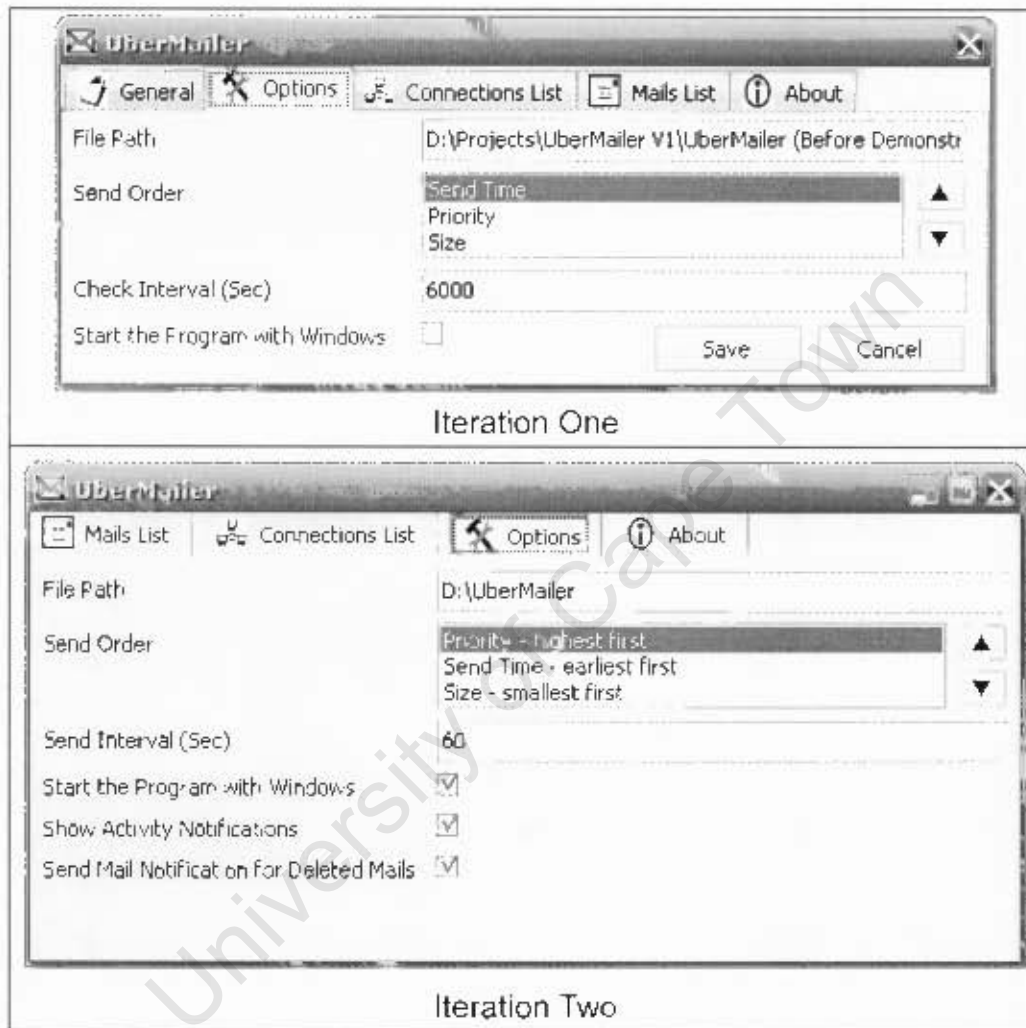 UberMailer
General Options Connections List Mails List About
File Path D:\Projects\UberMailer V1\UberMailer (Before Demonstr
Send Order Send Time
Priority
Size
Check Interval (Sec) 6000
Start the Program with Windows
Save Cancel
Iteration One
UberMailer
Mails List Connections List Options About
File Path D:\UberMailer
Send Order Priority - highest first
Send Time - earliest first
Size - smallest first
Send Interval (Sec) 60
Start the Program with Windows
Show Activity Notifications
Send Mail Notification for Deleted Mails
Iteration Two
University of Cape Town